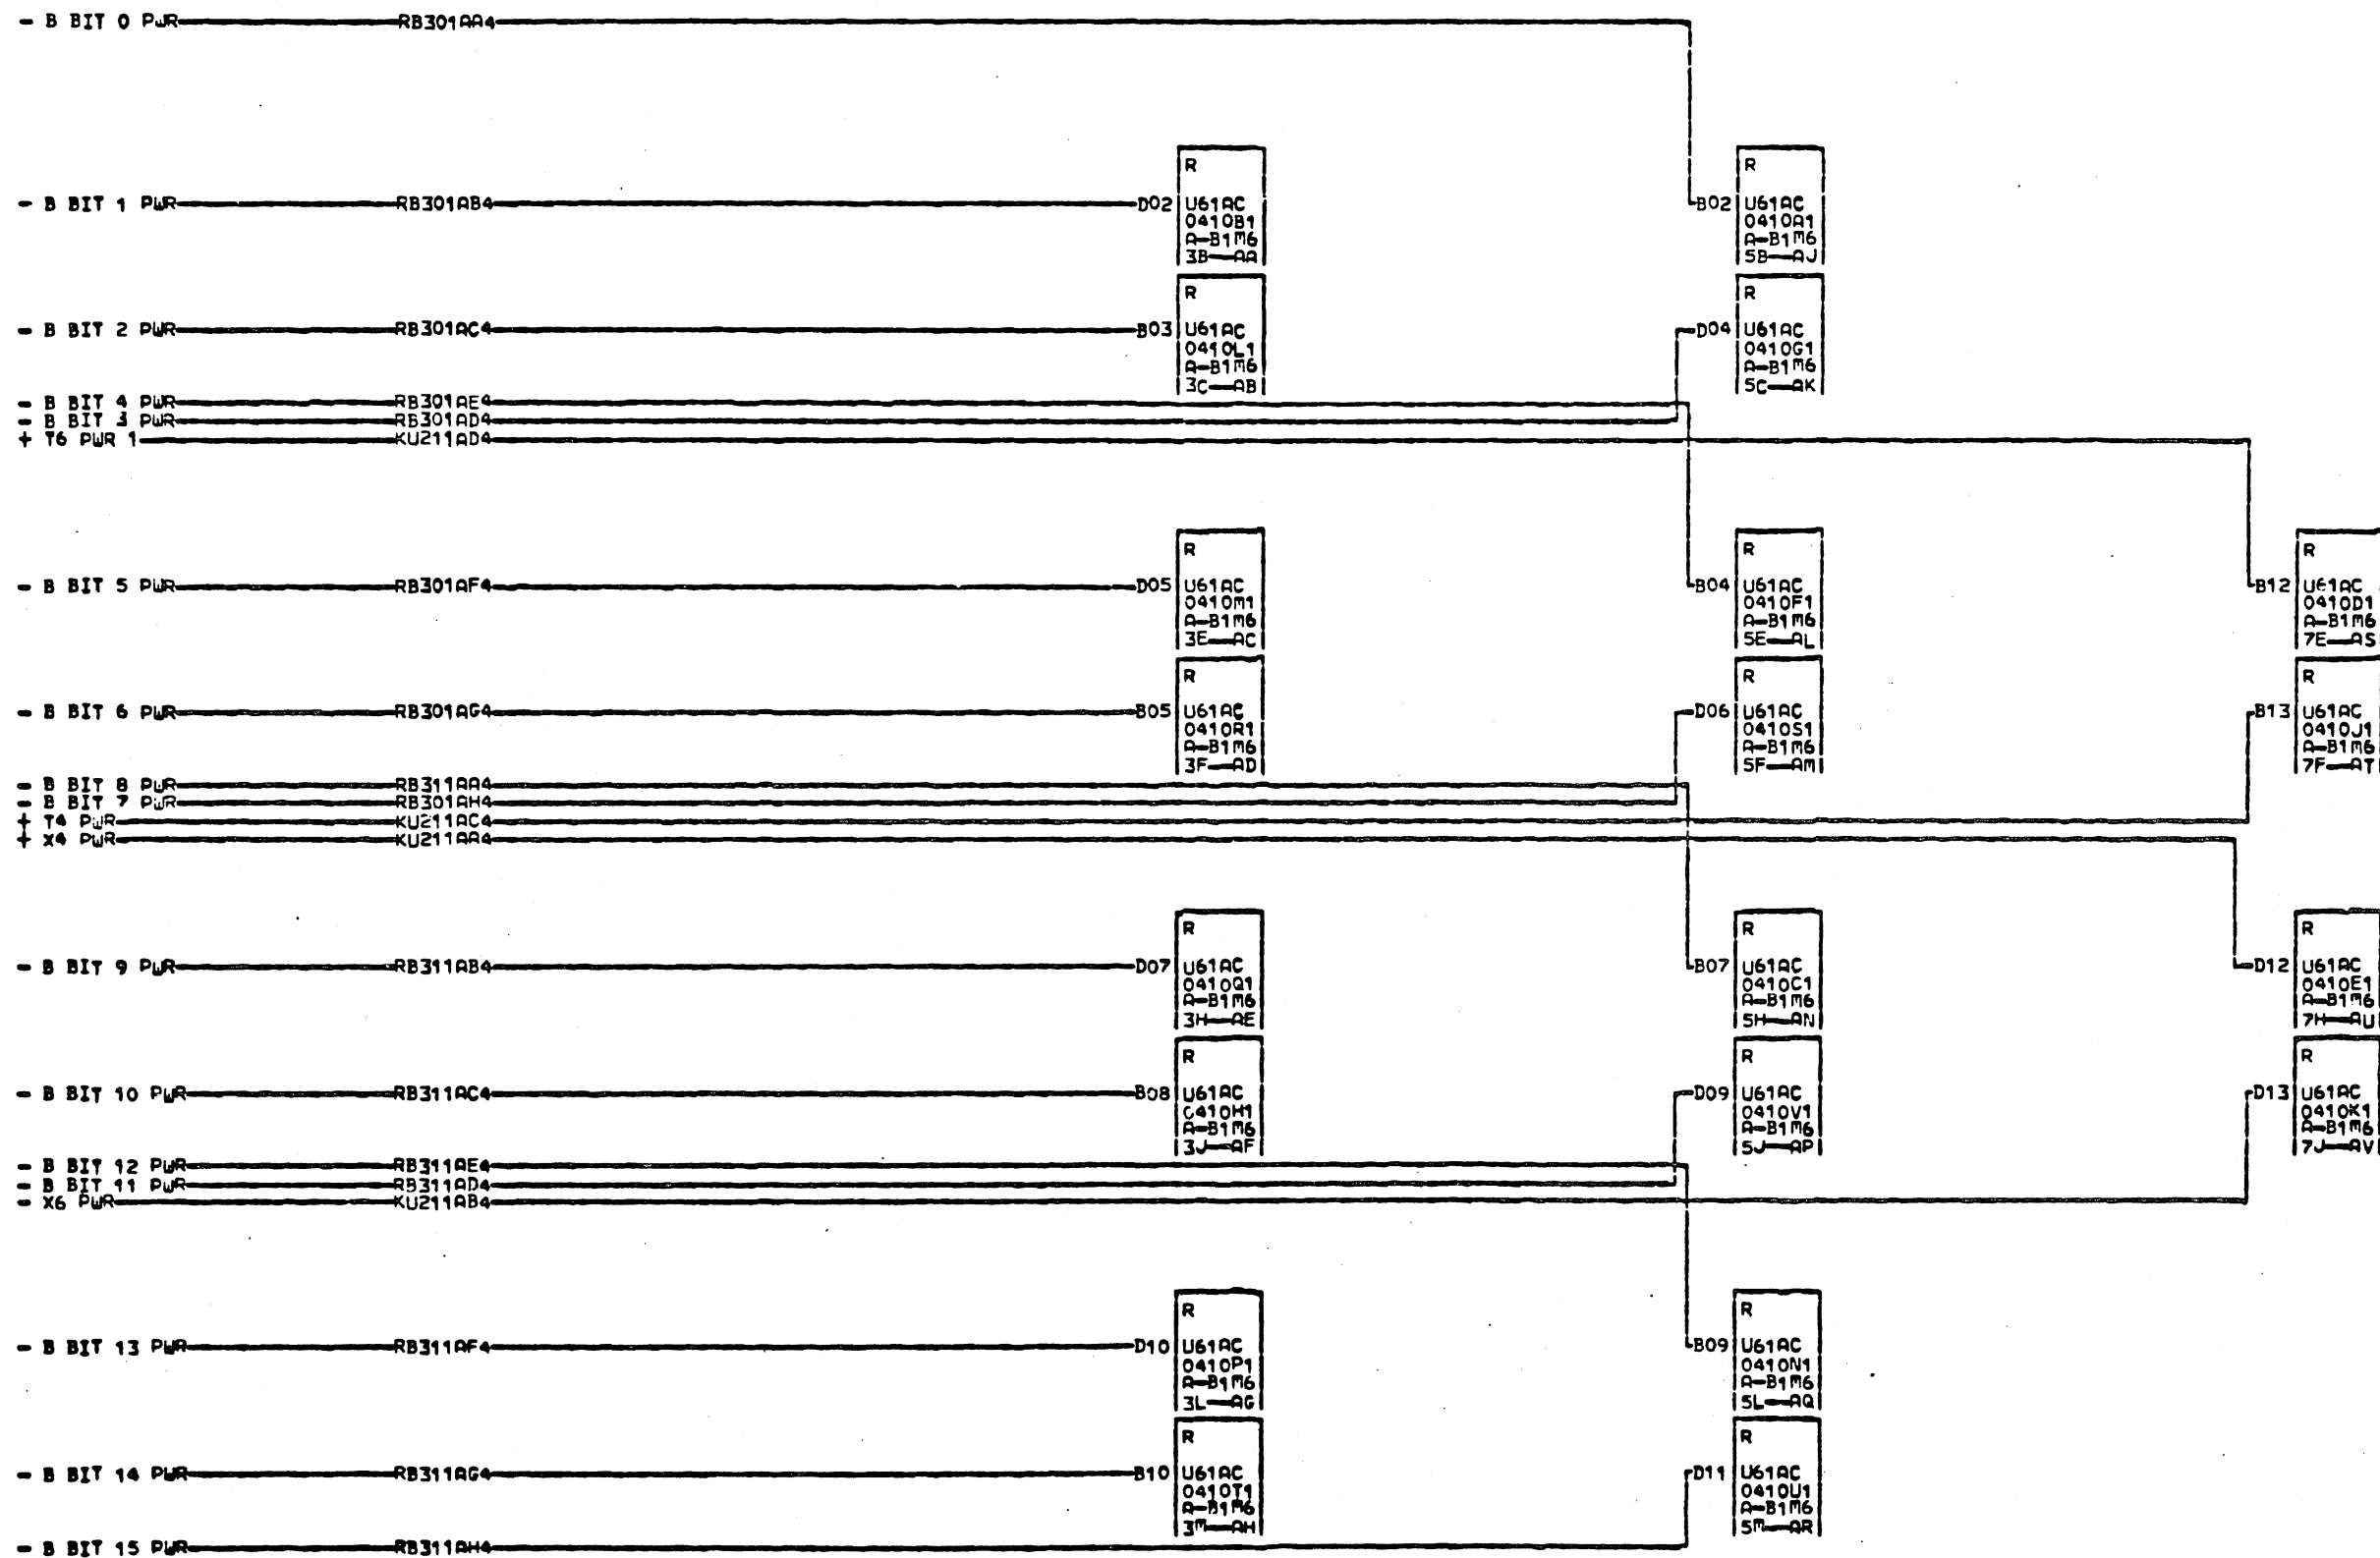 - B BIT 0 PWR RB301AA4
R R
- B BIT 1 PWR RB301AB4 D02 U61AC B02 U61AC
0410B1 0410A1
A-B1M6 A-B1M6
3B-AA 5B-AJ
R R
- B BIT 2 PWR RB301AC4 B03 U61AC D04 U61AC
0410L1 0410G1
A-B1M6 A-B1M6
3C-AB 5C-AK
- B BIT 4 PWR RB301AE4
- B BIT 3 PWR RB301AD4
+ T6 PWR 1 KU211AD4
R R R
- B BIT 5 PWR RB301AF4 D05 U61AC B04 U61AC B12 U61AC
0410M1 0410F1 0410D1
A-B1M6 A-B1M6 A-B1M6
3E-AC 5E-AL 7E-AS
R R R
- B BIT 6 PWR RB301AG4 B05 U61AC D06 U61AC B13 U61AC
0410R1 0410S1 0410J1
A-B1M6 A-B1M6 A-B1M6
3F-AD 5F-AM 7F-AT
- B BIT 8 PWR RB311AA4
- B BIT 7 PWR RB301AH4
+ T4 PWR KU211AC4
+ X4 PWR KU211AA4
R R R
- B BIT 9 PWR RB311AB4 D07 U61AC B07 U61AC D12 U61AC
0410Q1 0410C1 0410E1
A-B1M6 A-B1M6 A-B1M6
3H-AE 5H-AN 7H-AU
R R R
- B BIT 10 PWR RB311AC4 B08 U61AC D09 U61AC D13 U61AC
0410H1 0410V1 0410K1
A-B1M6 A-B1M6 A-B1M6
3J-AF 5J-AP 7J-AV
- B BIT 12 PWR RB311AE4
- B BIT 11 PWR RB311AD4
- X6 PWR KU211AB4
R R
- B BIT 13 PWR RB311AF4 D10 U61AC B09 U61AC
0410P1 0410N1
A-B1M6 A-B1M6
3L-AG 5L-AQ
R R
- B BIT 14 PWR RB311AG4 B10 U61AC D11 U61AC
0410T1 0410U1
A-B1M6 A-B1M6
3M-AH 5M-AR
- B BIT 15 PWR RB311AH4